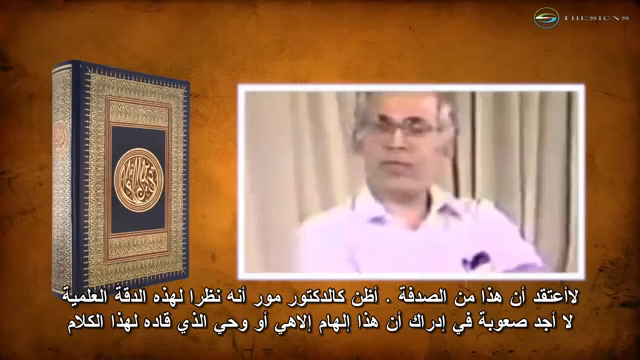 THESIGNS
لاأعتقد أن هذا من الصدفة . أظن كالدكتور مور أنه نظرا لهذه الدقة العلمية
لا أجد صعوبة في إدراك أن هذا إلهام إلاهي أو وحي الذي قاده لهذا الكلام